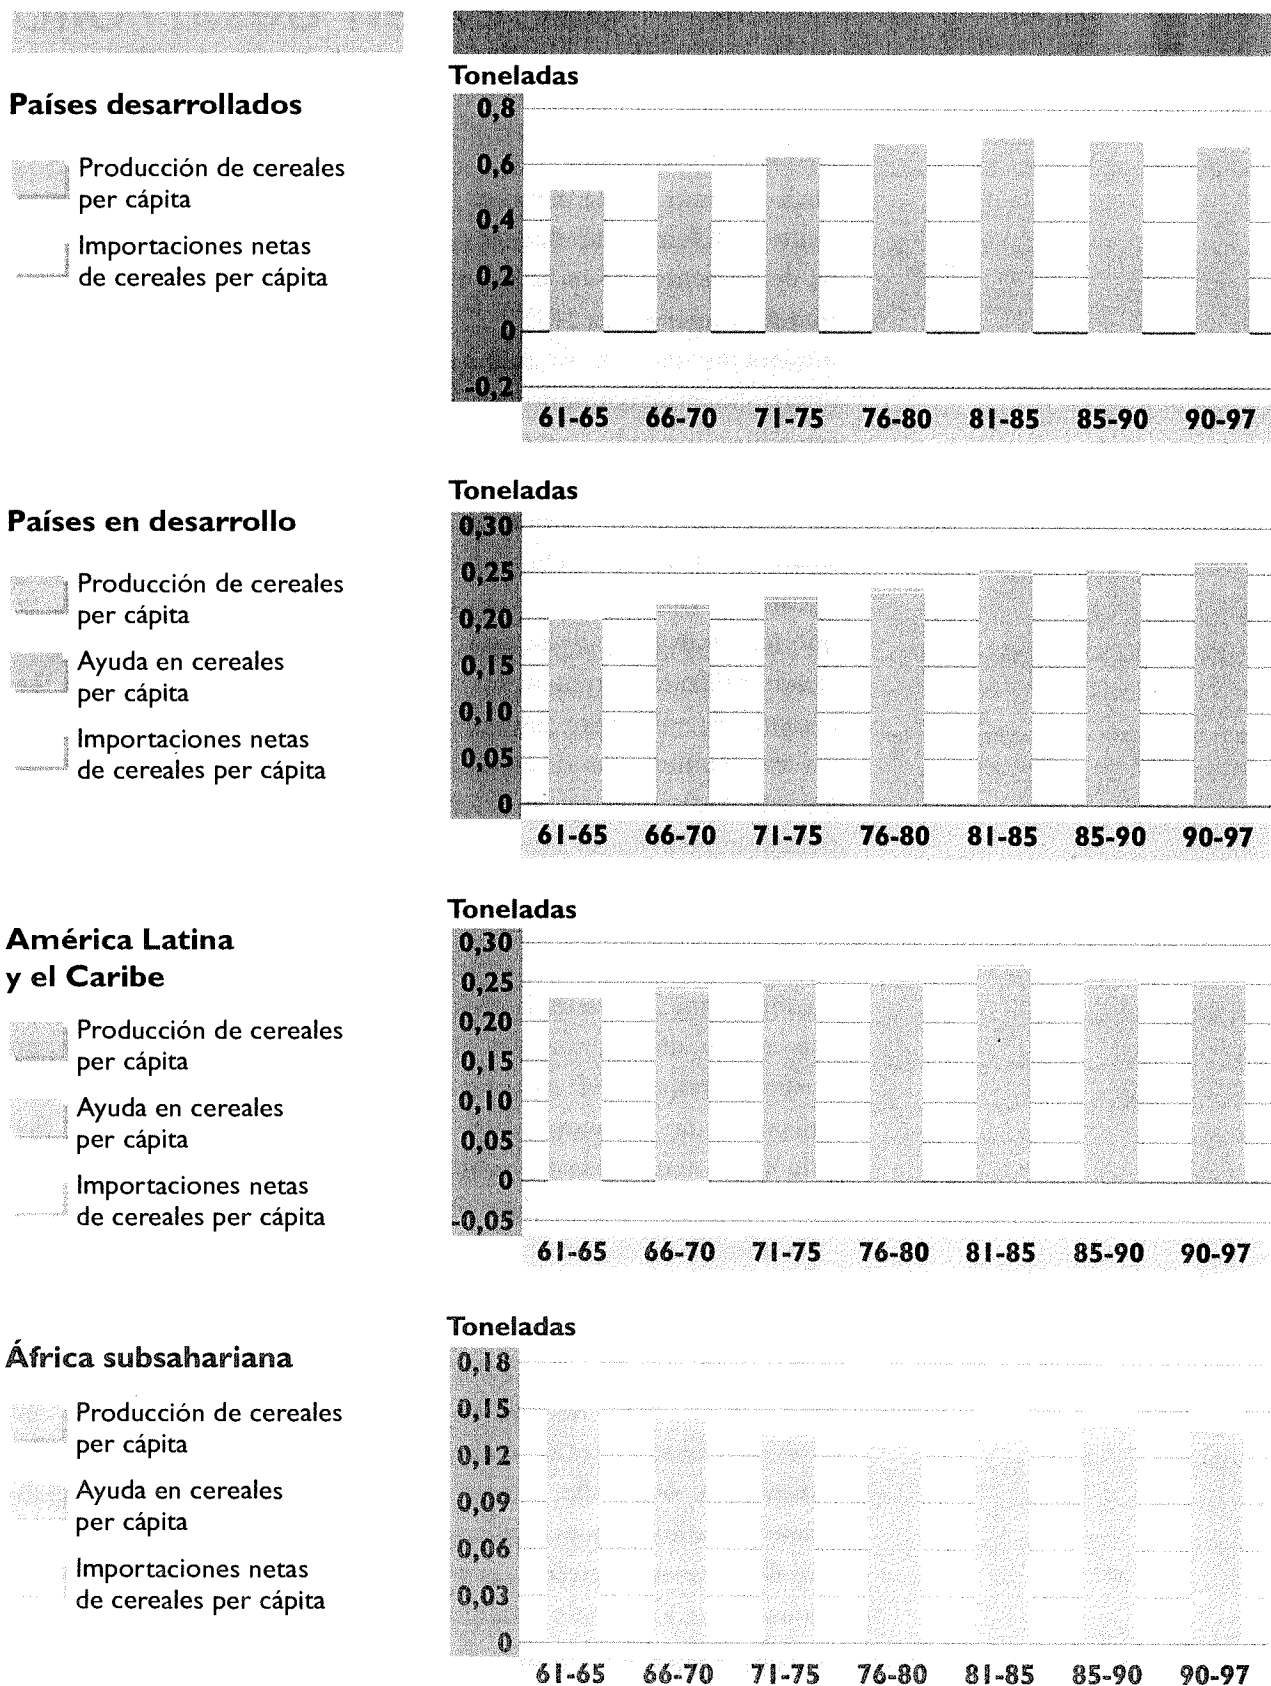 Países desarrollados
Producción de cereales
per cápita
Importaciones netas
de cereales per cápita
Toneladas
0,8
0,6
0,4
0,2
0
-0,2
61-65 66-70 71-75 76-80 81-85 85-90 90-97
Países en desarrollo
Producción de cereales
per cápita
Ayuda en cereales
per cápita
Importaciones netas
de cereales per cápita
Toneladas
0,30
0,25
0,20
0,15
0,10
0,05
0
61-65 66-70 71-75 76-80 81-85 85-90 90-97
América Latina
y el Caribe
Producción de cereales
per cápita
Ayuda en cereales
per cápita
Importaciones netas
de cereales per cápita
Toneladas
0,30
0,25
0,20
0,15
0,10
0,05
0
-0,05
61-65 66-70 71-75 76-80 81-85 85-90 90-97
África subsahariana
Producción de cereales
per cápita
Ayuda en cereales
per cápita
Importaciones netas
de cereales per cápita
Toneladas
0,18
0,15
0,12
0,09
0,06
0,03
0
61-65 66-70 71-75 76-80 81-85 85-90 90-97